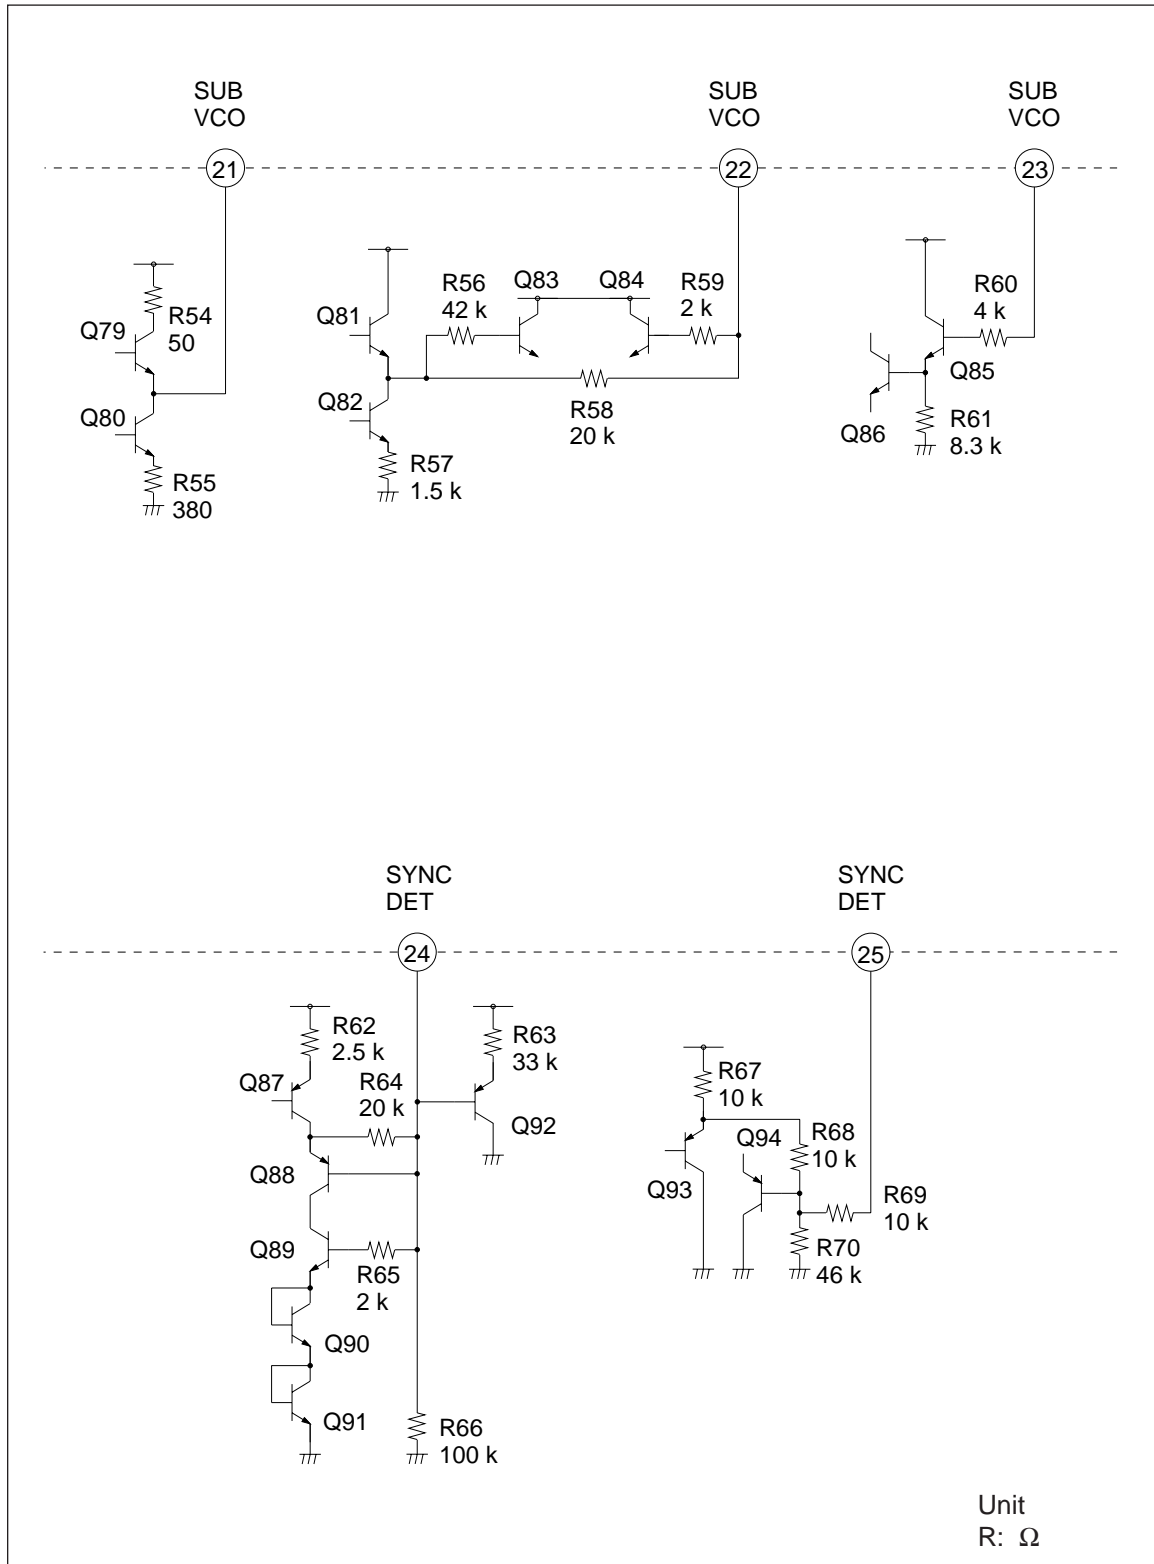 SUB
VCO
SUB
VCO
SUB
VCO
21
22
23
R54
50
Q79
Q80
R55
380
Q81
R56
42 k
Q83
Q84
R59
2 k
Q82
R58
20 k
R57
1.5 k
R60
4 k
Q85
Q86
R61
8.3 k
SYNC
DET
SYNC
DET
24
25
R62
2.5 k
R63
33 k
Q87
R64
20 k
Q92
Q88
Q89
R65
2 k
Q90
Q91
R66
100 k
R67
10 k
Q94
R68
10 k
Q93
R69
10 k
R70
46 k
Unit
R: Ω